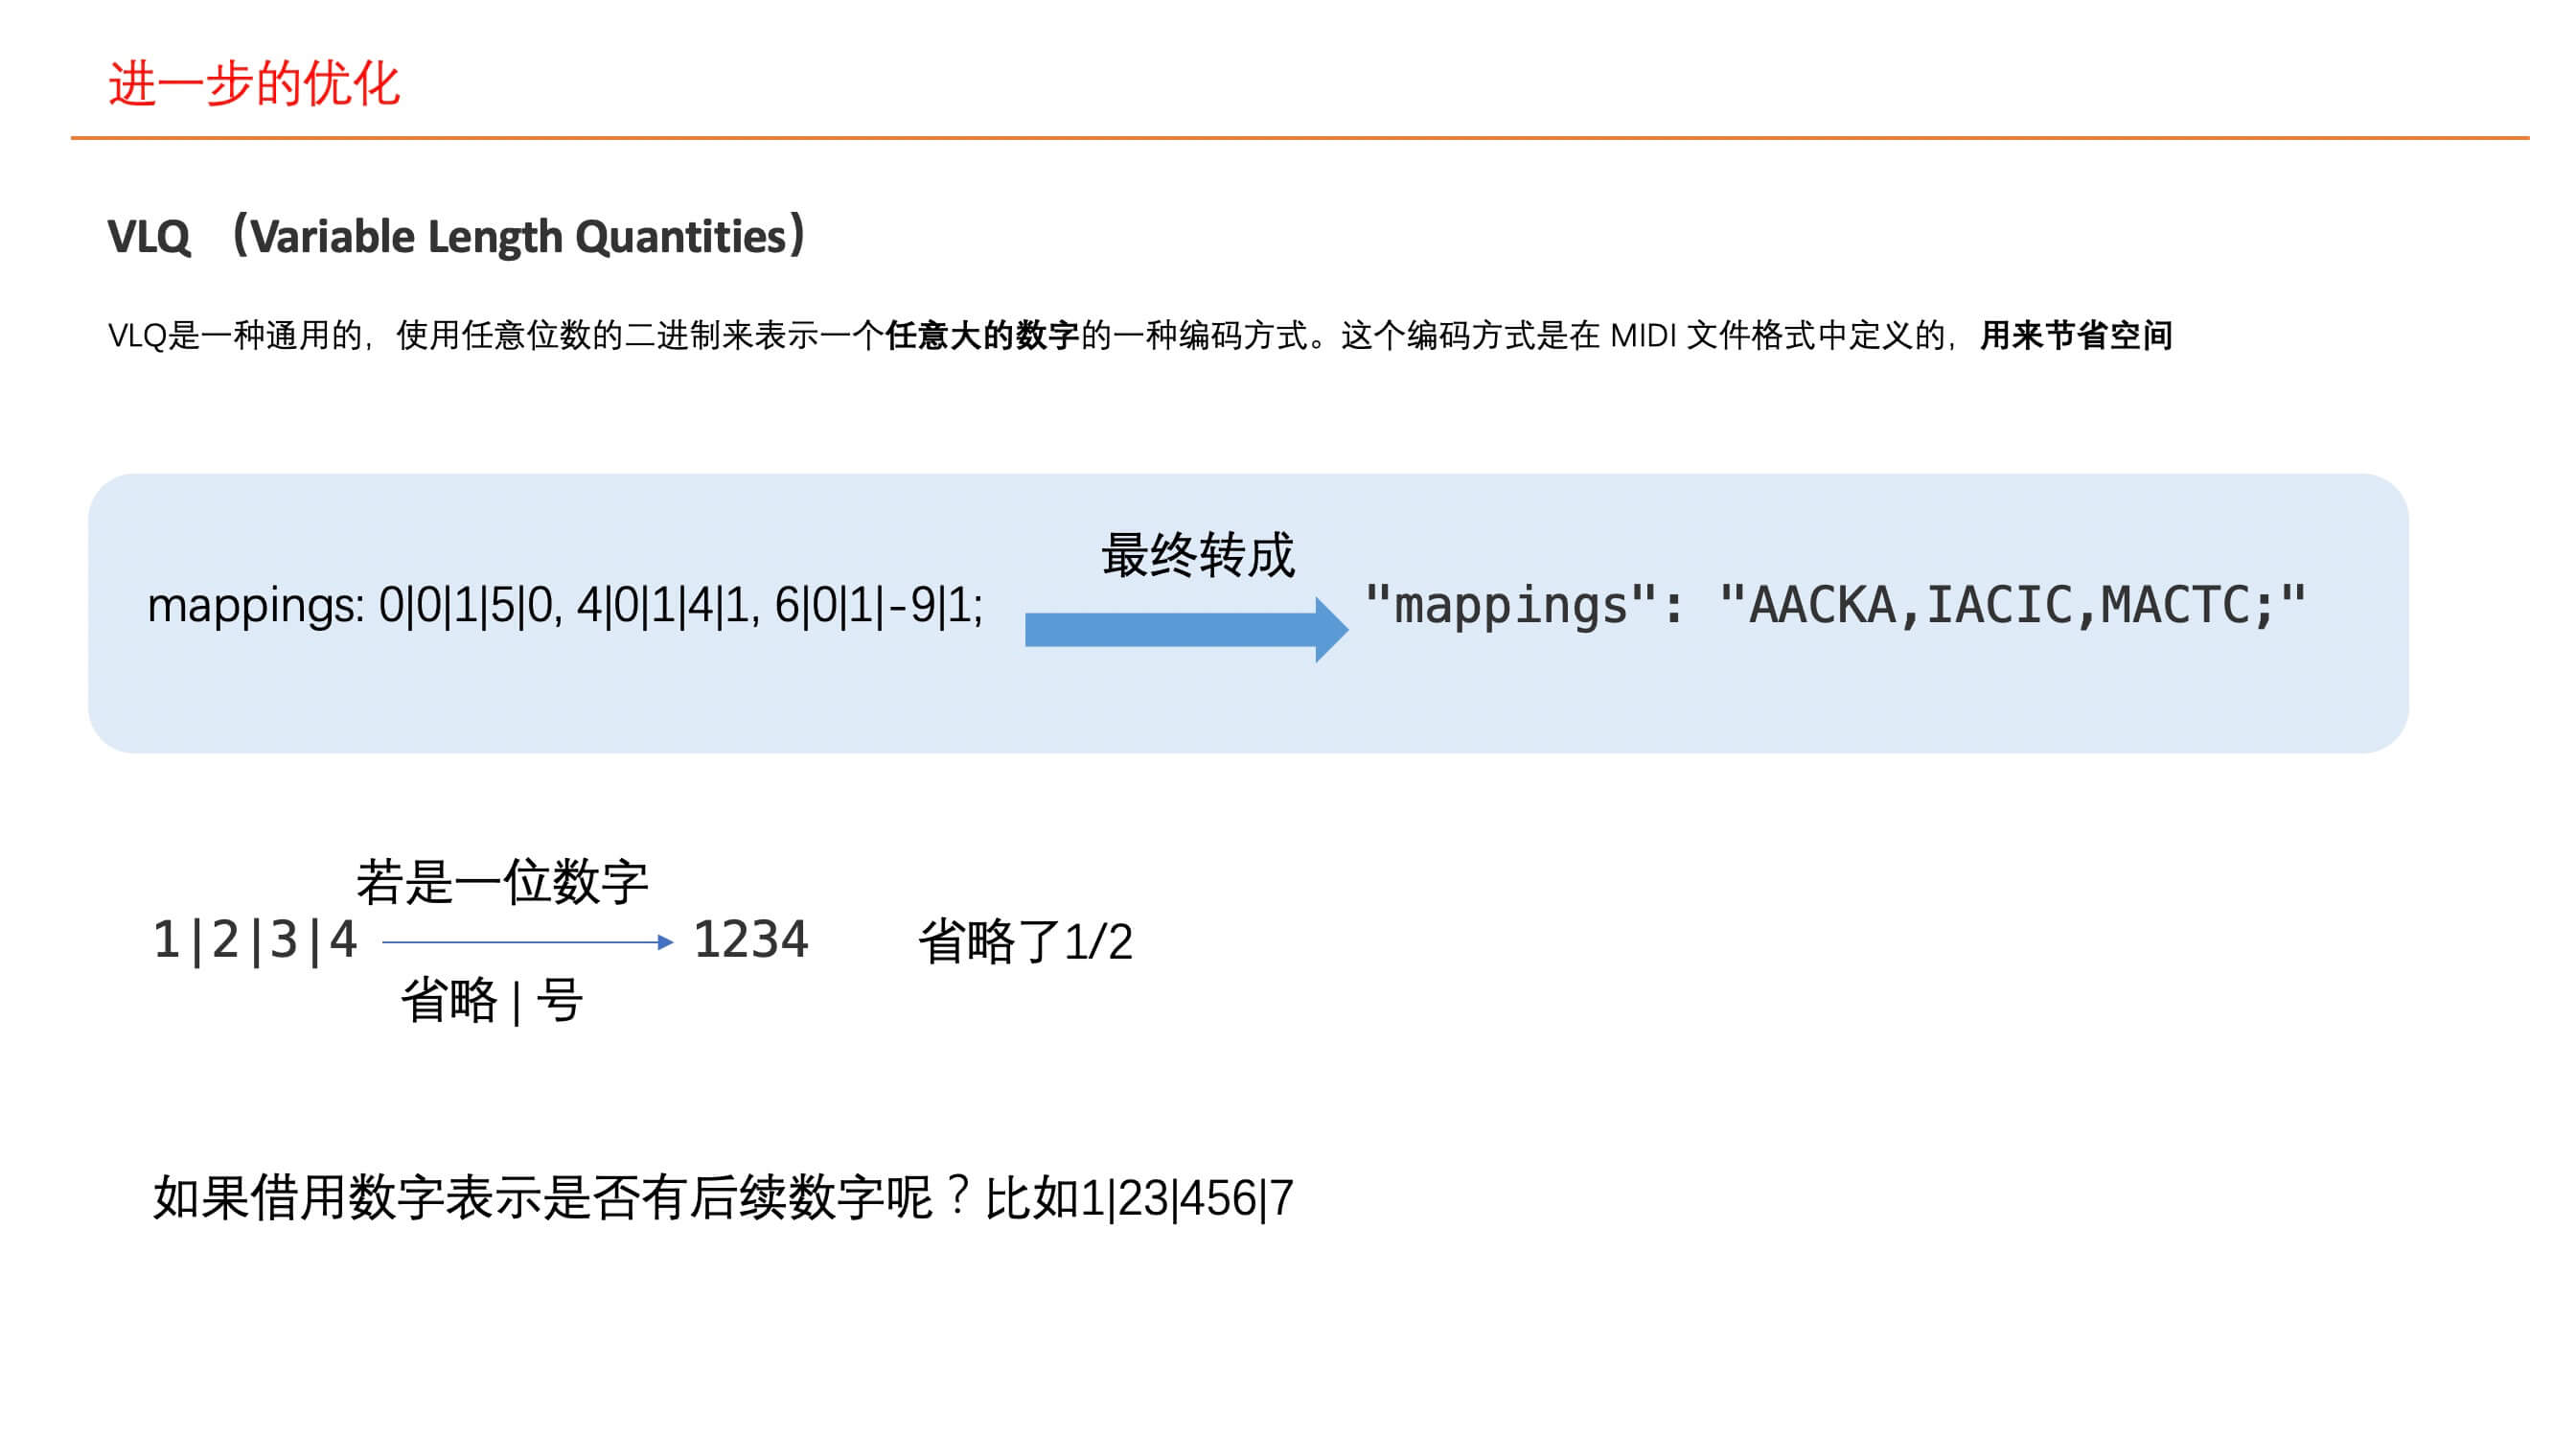 进一步的优化
VLQ （Variable Length Quantities）
VLQ是一种通用的，使用任意位数的二进制来表示一个任意大的数字的一种编码方式。这个编码方式是在 MIDI 文件格式中定义的，用来节省空间
最终转成
mappings: 0|0|1|5|0, 4|0|1|4|1, 6|0|1|-9|1;
"mappings": "AACKA,IACIC,MACTC;"
若是一位数字
1|2|3|4
1234
省略了1/2
省略 | 号
如果借用数字表示是否有后续数字呢？比如1|23|456|7